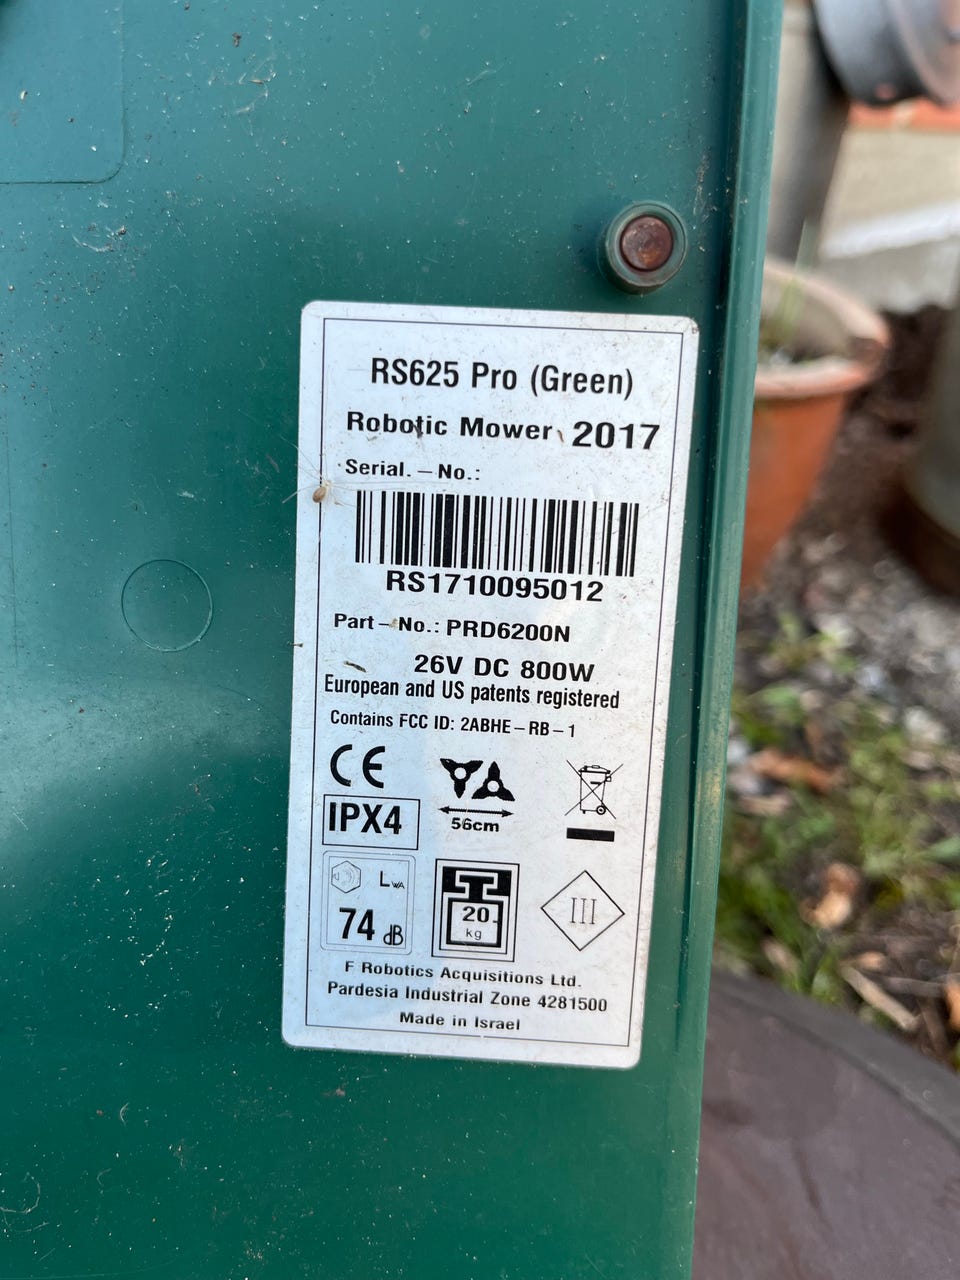 RS625 Pro (Green)
Robotic Mower 2017
Serial. – No.:
RS1710095012
Part – No.: PRD6200N
26V DC 800W
European and US patents registered
Contains FCC ID: 2ABHE – RB – 1
CE
56cm
IPX4
LWA
74 dB
20
kg
III
F Robotics Acquisitions Ltd.
Pardesia Industrial Zone 4281500
Made in Israel